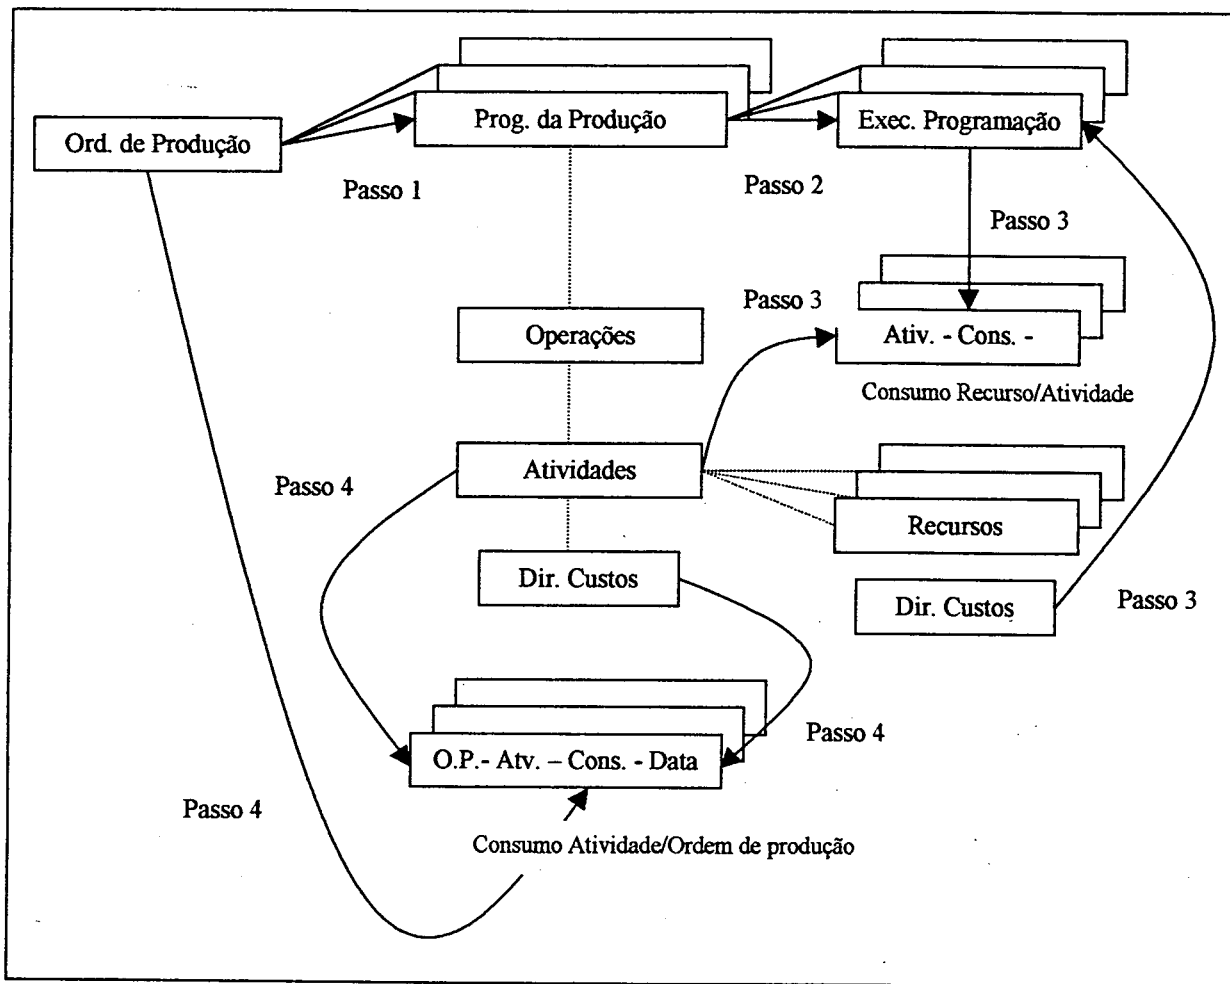 Prog. da Produção
Exec. Programação
Ord. de Produção
Passo 1
Passo 2
Passo 3
Passo 3
Operações
Ativ. - Cons. -
Consumo Recurso/Atividade
Atividades
Passo 4
Recursos
Dir. Custos
Dir. Custos
Passo 3
Passo 4
O.P.- Atv. – Cons. - Data
Passo 4
Consumo Atividade/Ordem de produção